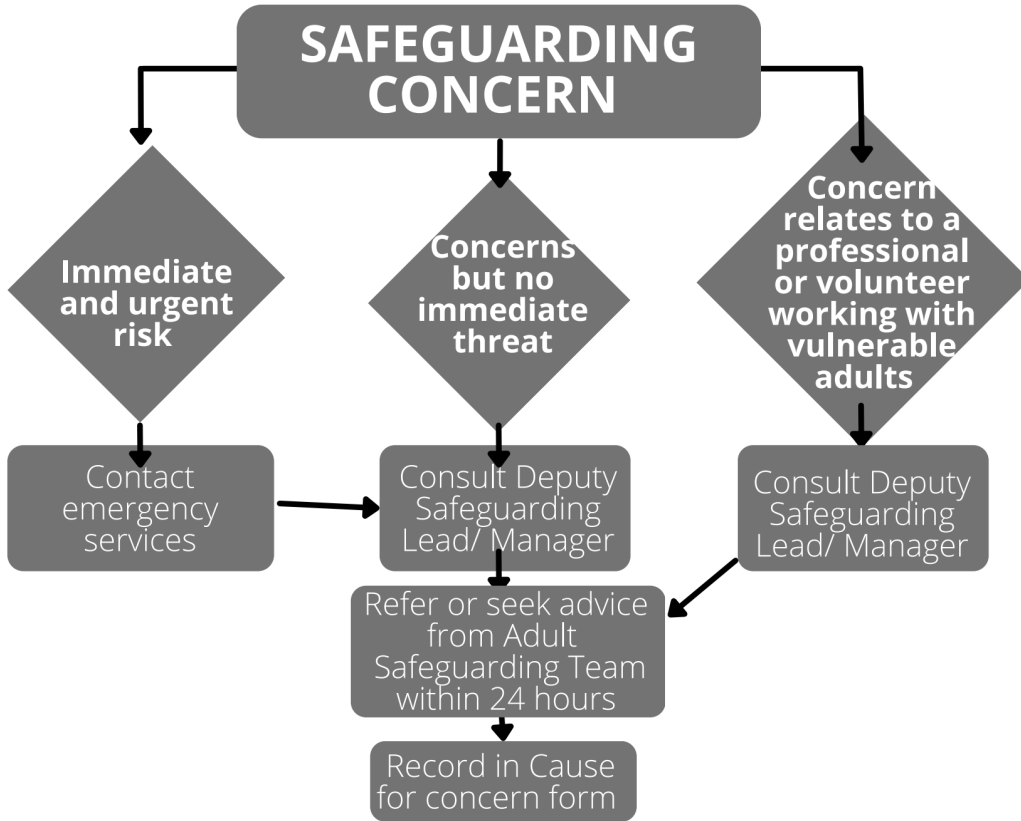 SAFEGUARDING
CONCERN
Immediate
and urgent
risk
Concerns
but no
immediate
threat
Concern
relates to a
professional
or volunteer
working with
vulnerable
adults
Contact
emergency
services
Consult Deputy
Safeguarding
Lead/ Manager
Consult Deputy
Safeguarding
Lead/ Manager
Refer or seek advice
from Adult
Safeguarding Team
within 24 hours
Record in Cause
for concern form